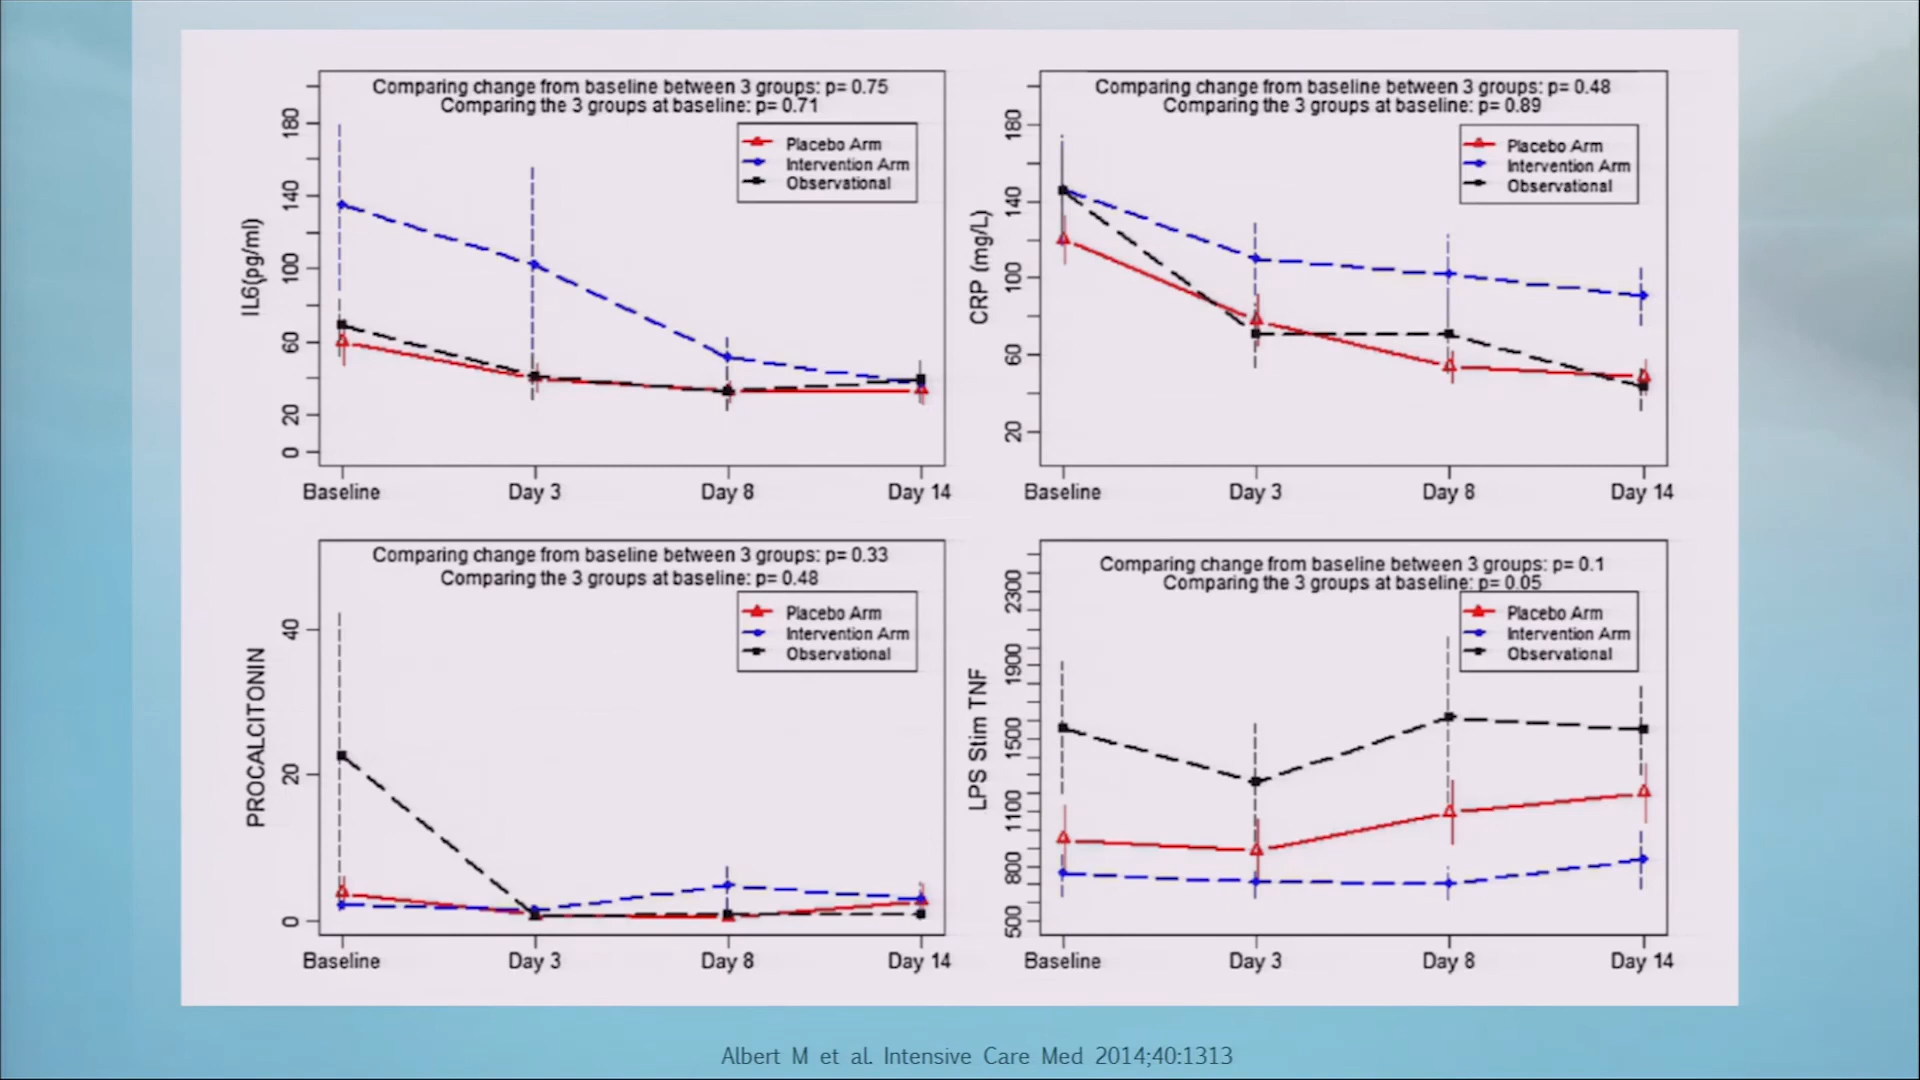 Comparing change from baseline between 3 groups: p= 0.75
Comparing the 3 groups at baseline: p= 0.71
Placebo Arm
Intervention Arm
Observational
IL6(pg/ml)
180
140
100
60
20
0
Baseline
Day 3
Day 8
Day 14
Comparing change from baseline between 3 groups: p= 0.48
Comparing the 3 groups at baseline: p= 0.89
Placebo Arm
Intervention Arm
Observational
CRP (mg/L)
180
140
100
60
20
Baseline
Day 3
Day 8
Day 14
Comparing change from baseline between 3 groups: p= 0.33
Comparing the 3 groups at baseline: p= 0.48
Placebo Arm
Intervention Arm
Observational
PROCALCITONIN
40
20
0
Baseline
Day 3
Day 8
Day 14
Comparing change from baseline between 3 groups: p= 0.1
Comparing the 3 groups at baseline: p= 0.05
Placebo Arm
Intervention Arm
Observational
LPS Stim TNF
2300
1900
1500
1100
800
500
Baseline
Day 3
Day 8
Day 14
Albert M et al. Intensive Care Med 2014;40:1313